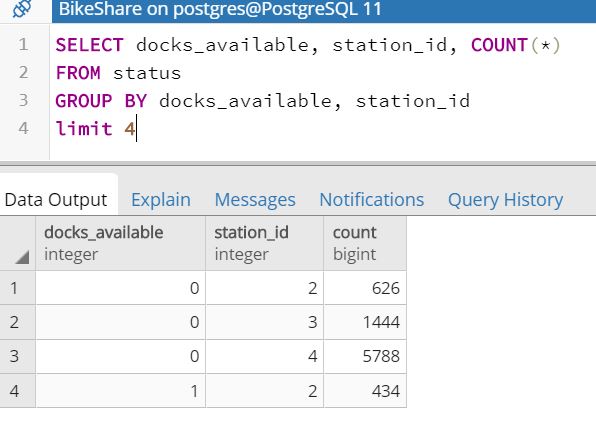 BikeShare on postgres@PostgreSQL 11
1 SELECT docks_available, station_id, COUNT(*)
2 FROM status
3 GROUP BY docks_available, station_id
4 limit 4
Data Output Explain Messages Notifications Query History
docks_available station_id count
integer integer bigint
1 0 2 626
2 0 3 1444
3 0 4 5788
4 1 2 434